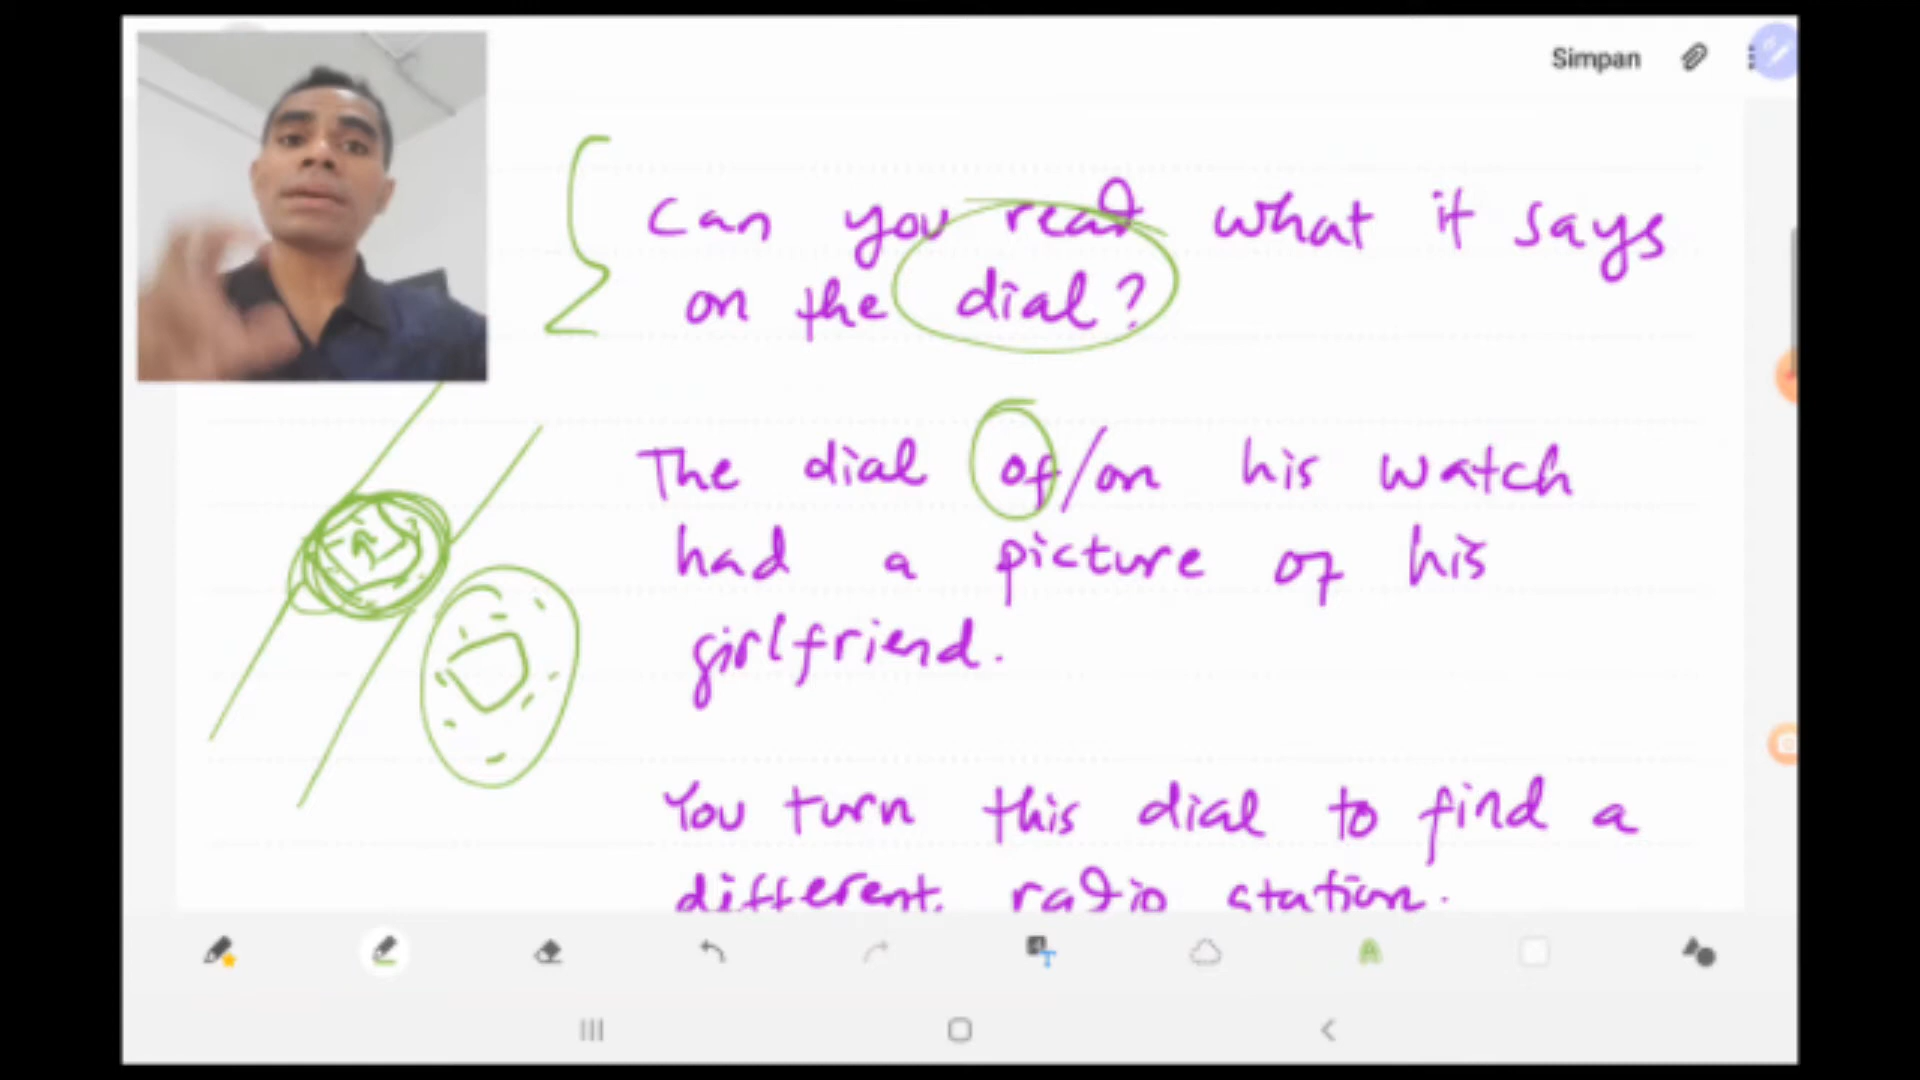 Simpan
Can you read what it says
on the dial?
The dial of/on his watch
had a picture of his
girlfriend.
You turn this dial to find a
different radio station.